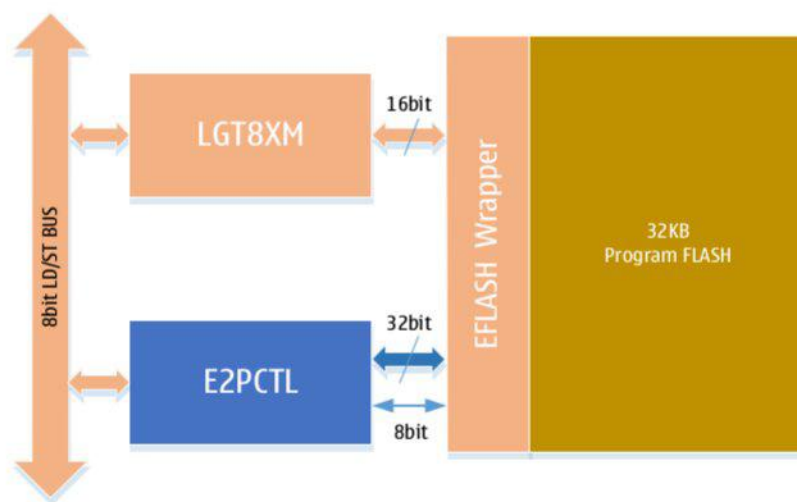 8bit LD/ST BUS
LGT8XM
16bit
E2PCTL
32bit
8bit
EFLASH Wrapper
32KB
Program FLASH